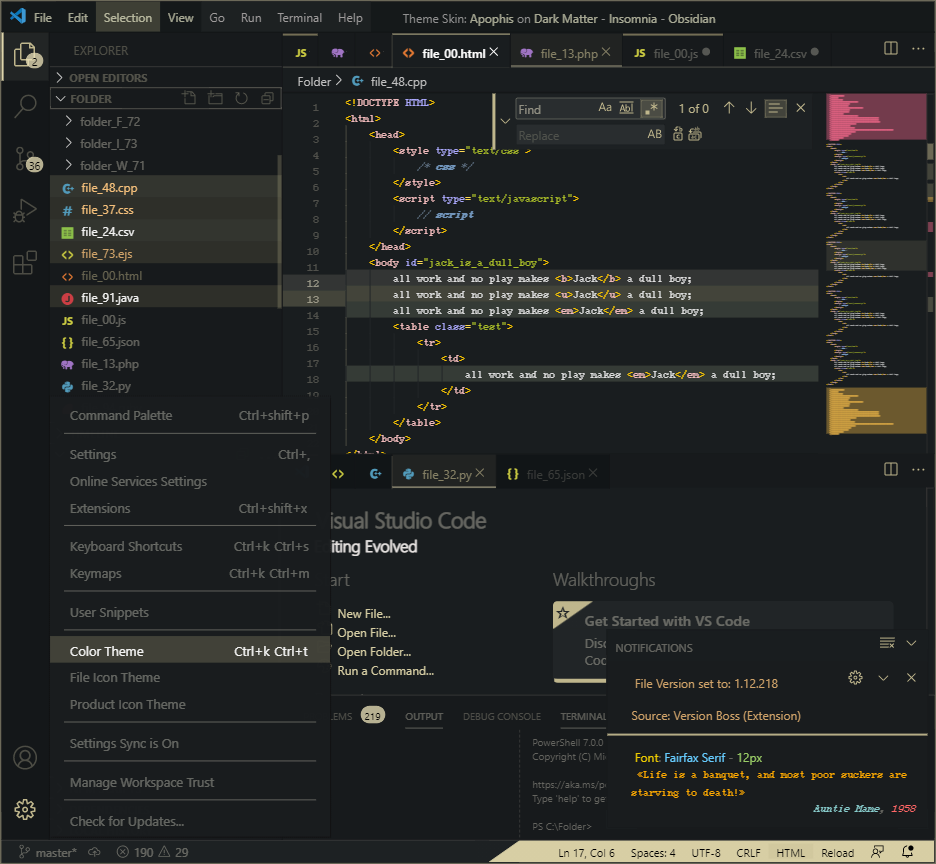 File Edit Selection View Go Run Terminal Help Theme Skin: Apophis on Dark Matter - Insomnia - Obsidian
2
EXPLORER
JS file_00.html file_13.php JS file_00.js file_24.csv
OPEN EDITORS
Folder > file_48.cpp
FOLDER
folder_F_72
folder_I_73
folder_W_71
file_48.cpp
# file_37.css
file_24.csv
file_73.ejs
file_00.html
file_91.java
JS file_00.js
{} file_65.json
file_13.php
file_32.py
36
Find Aa Abl .* 1 of 0
Replace AB
1 <!DOCTYPE HTML>
2 <html>
3 <head>
4 <style type="text/css">
5 /* css */
6 </style>
7 <script type="text/javascript">
8 // script
9 </script>
10 </head>
11 <body id="jack_is_a_dull_boy">
12 all work and no play makes <b>Jack</b> a dull boy;
13 all work and no play makes <u>Jack</u> a dull boy;
14 all work and no play makes <em>Jack</em> a dull boy;
15 <table class="test">
16 <tr>
17 <td>
18 all work and no play makes <em>Jack</em> a dull boy;
19 </td>
</tr>
</table>
</body>
Command Palette Ctrl+shift+p
Settings Ctrl+,
Online Services Settings
Extensions Ctrl+shift+x
Keyboard Shortcuts Ctrl+k Ctrl+s
Keymaps Ctrl+k Ctrl+m
User Snippets
Color Theme Ctrl+k Ctrl+t
File Icon Theme
Product Icon Theme
Settings Sync is On
Manage Workspace Trust
Check for Updates...
file_32.py {} file_65.json
isual Studio Code
iting Evolved
art
New File...
Open File...
Open Folder...
Run a Command...
Walkthroughs
Get Started with VS Code
Disc
Coc
LEMS 219 OUTPUT DEBUG CONSOLE TERMINAL
PowerShell 7.0.0
Copyright (C) Mi
https://aka.ms/p
Type 'help' to ge
PS C:\Folder>
NOTIFICATIONS
File Version set to: 1.12.218
Source: Version Boss (Extension)
Font: Fairfax Serif - 12px
«Life is a banquet, and most poor suckers are
starving to death!»
Auntie Mame, 1958
master* 190 29 Ln 17, Col 6 Spaces: 4 UTF-8 CRLF HTML Reload